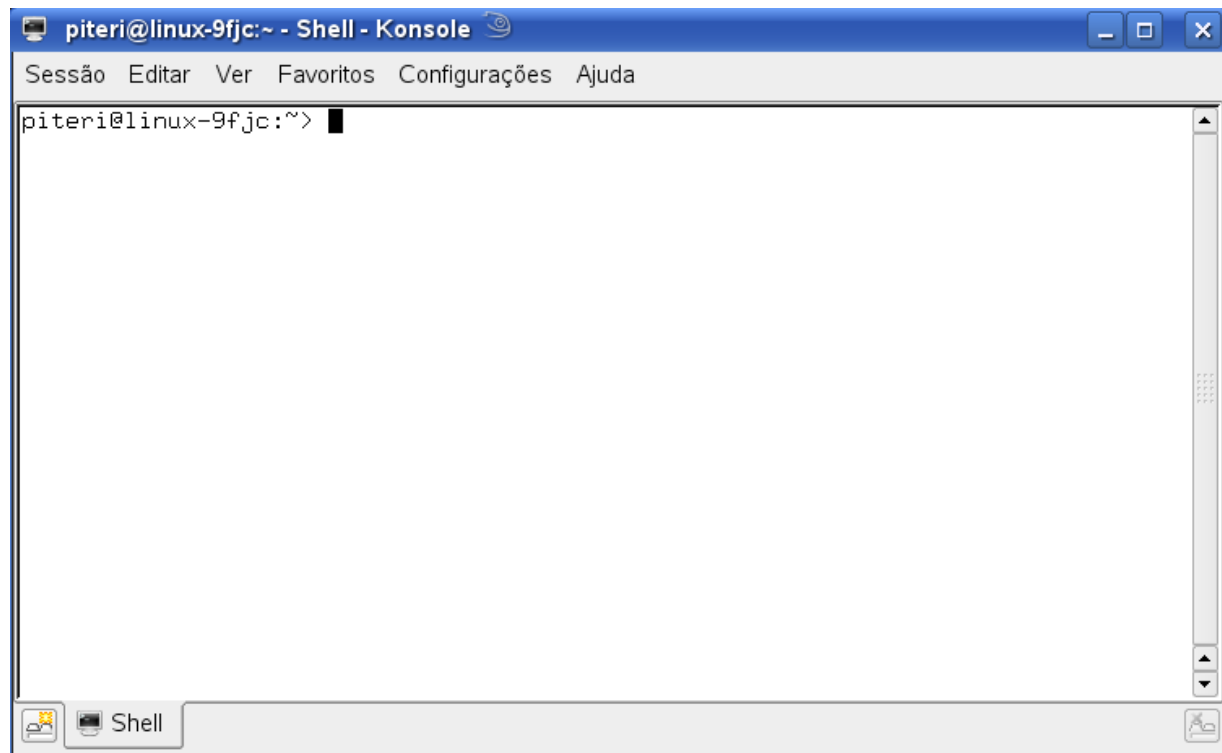 piteri@linux-9fjc:~ - Shell - Konsole
Sessão Editar Ver Favoritos Configurações Ajuda
piteri@linux-9fjc:~>
Shell